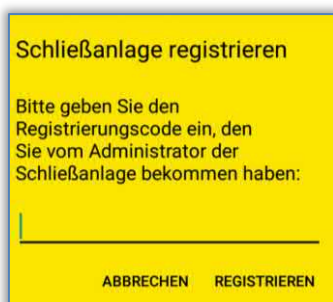 Schließanlage registrieren
Bitte geben Sie den
Registrierungscode ein, den
Sie vom Administrator der
Schließanlage bekommen haben:
ABBRECHEN REGISTRIEREN